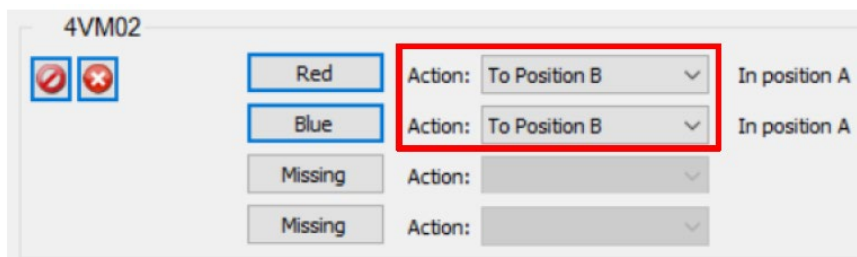 4VM02
Red Action: To Position B In position A
Blue Action: To Position B In position A
Missing Action:
Missing Action: